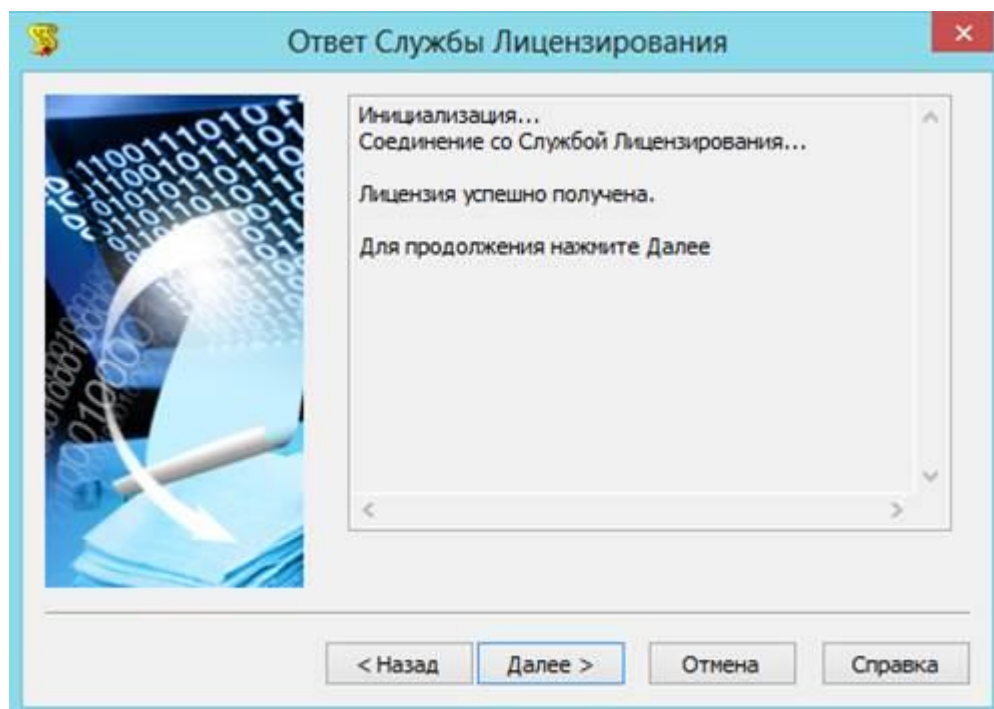 Ответ Службы Лицензирования
Инициализация...
Соединение со Службой Лицензирования...
Лицензия успешно получена.
Для продолжения нажмите Далее
< Назад
Далее >
Отмена
Справка